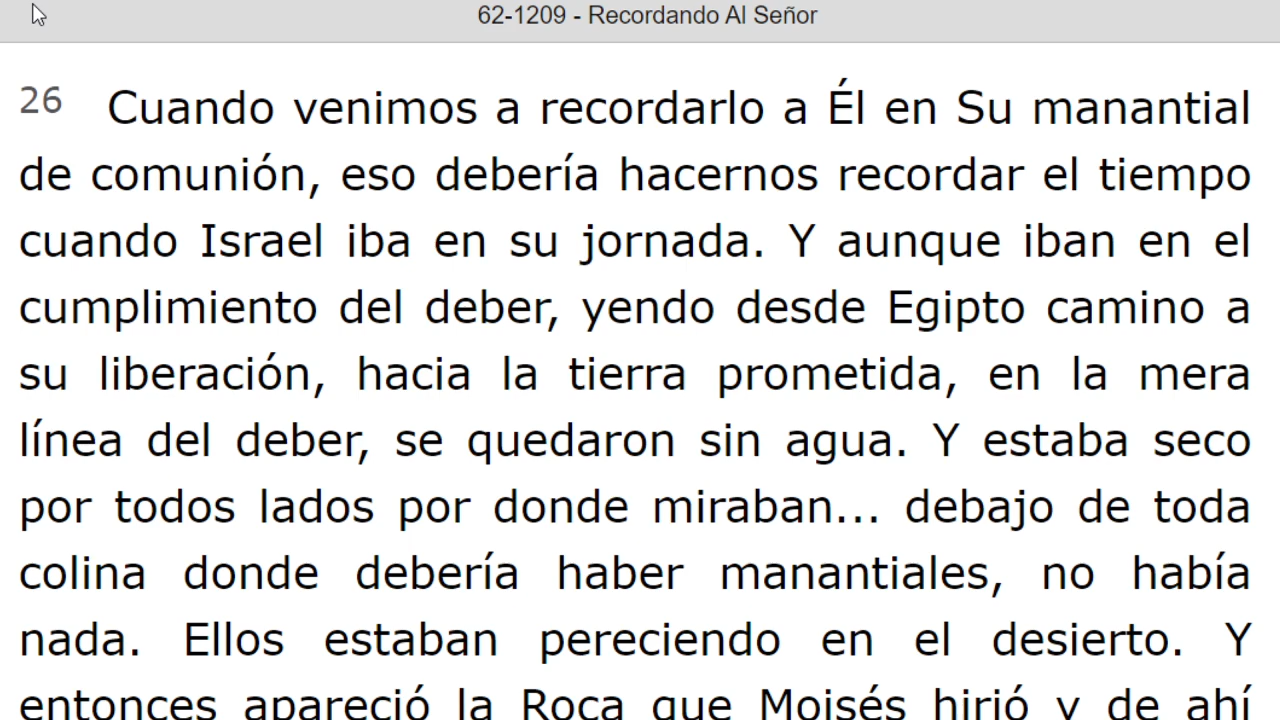 62-1209 - Recordando Al Señor
26 Cuando venimos a recordarlo a Él en Su manantial
de comunión, eso debería hacernos recordar el tiempo
cuando Israel iba en su jornada. Y aunque iban en el
cumplimiento del deber, yendo desde Egipto camino a
su liberación, hacia la tierra prometida, en la mera
línea del deber, se quedaron sin agua. Y estaba seco
por todos lados por donde miraban... debajo de toda
colina donde debería haber manantiales, no había
nada. Ellos estaban pereciendo en el desierto. Y
entonces apareció la Roca que Moisés hirió y de ahí